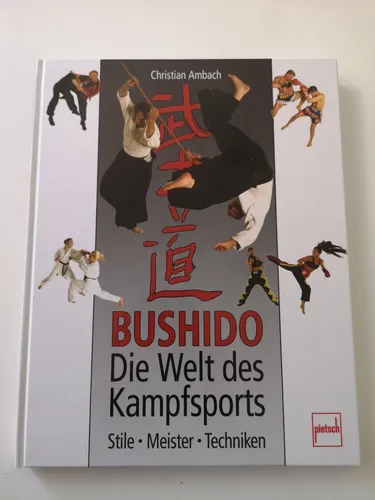 Christian Ambach
武
士
道
BUSHIDO
Die Welt des
Kampfsports
Stile • Meister • Techniken
pietsch